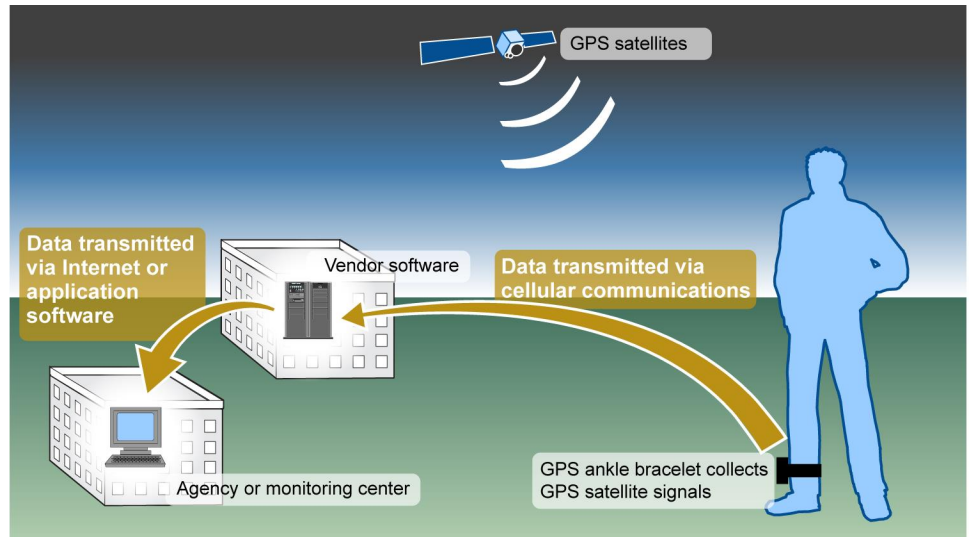 GPS satellites
Data transmitted
via Internet or
application
software
Vendor software
Data transmitted via
cellular communications
GPS ankle bracelet collects
GPS satellite signals
Agency or monitoring center